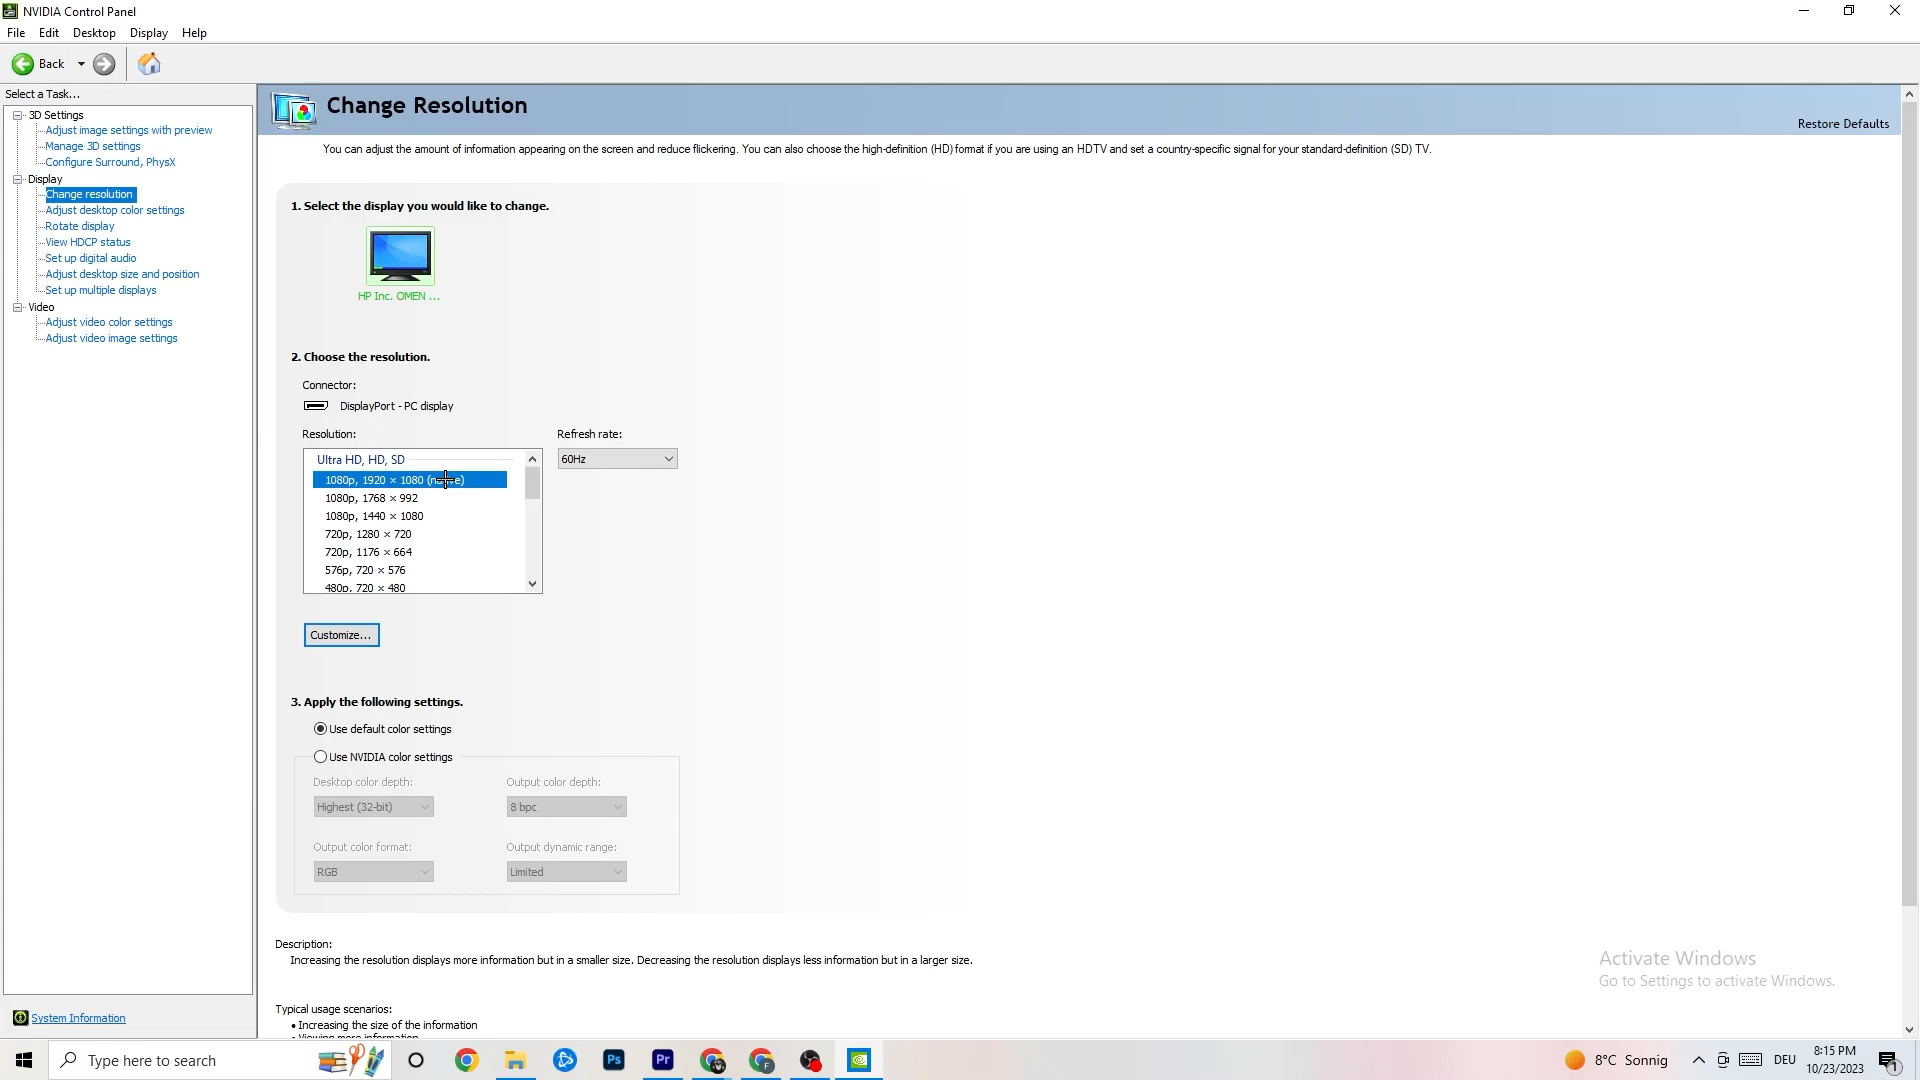 NVIDIA Control Panel
File Edit Desktop Display Help
Back
Select a Task...
3D Settings
Adjust image settings with preview
Manage 3D settings
Configure Surround, PhysX
Display
Change resolution
Adjust desktop color settings
Rotate display
View HDCP status
Set up digital audio
Adjust desktop size and position
Set up multiple displays
Video
Adjust video color settings
Adjust video image settings
System Information
Change Resolution
Restore Defaults
You can adjust the amount of information appearing on the screen and reduce flickering. You can also choose the high-definition (HD) format if you are using an HDTV and set a country-specific signal for your standard-definition (SD) TV.
1. Select the display you would like to change.
HP Inc. OMEN ...
2. Choose the resolution.
Connector:
DisplayPort - PC display
Resolution:
Refresh rate:
Ultra HD, HD, SD
60Hz
1080p, 1920 × 1080 (native)
1080p, 1768 × 992
1080p, 1440 × 1080
720p, 1280 × 720
720p, 1176 × 664
576p, 720 × 576
480p, 720 × 480
Customize...
3. Apply the following settings.
Use default color settings
Use NVIDIA color settings
Desktop color depth:
Output color depth:
Highest (32-bit)
8 bpc
Output color format:
Output dynamic range:
RGB
Limited
Description:
Increasing the resolution displays more information but in a smaller size. Decreasing the resolution displays less information but in a larger size.
Typical usage scenarios:
• Increasing the size of the information
• Viewing more information
Activate Windows
Go to Settings to activate Windows.
Type here to search
Ps
Pr
F
8°C Sonnig
DEU
8:15 PM
10/23/2023
1